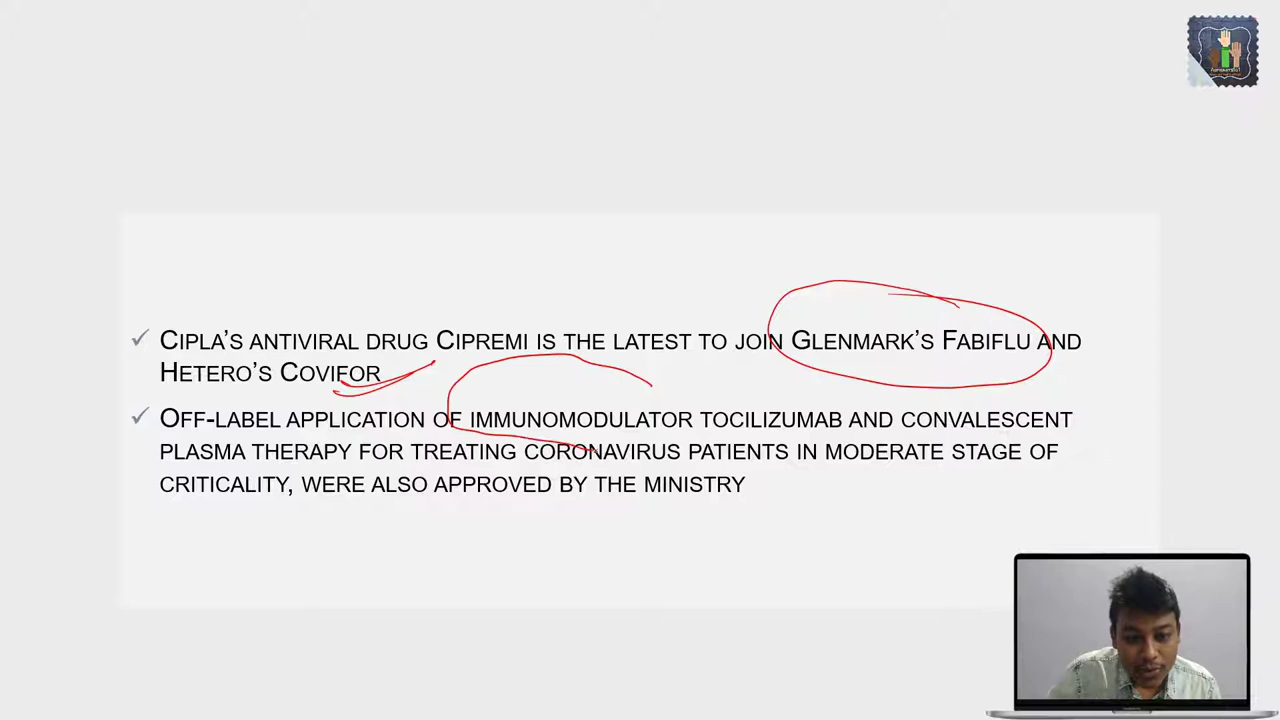 Cipla’s antiviral drug Cipremi is the latest to join Glenmark’s Fabiflu and
Hetero’s Covifor
Off-label application of immunomodulator tocilizumab and convalescent
plasma therapy for treating coronavirus patients in moderate stage of
criticality, were also approved by the ministry